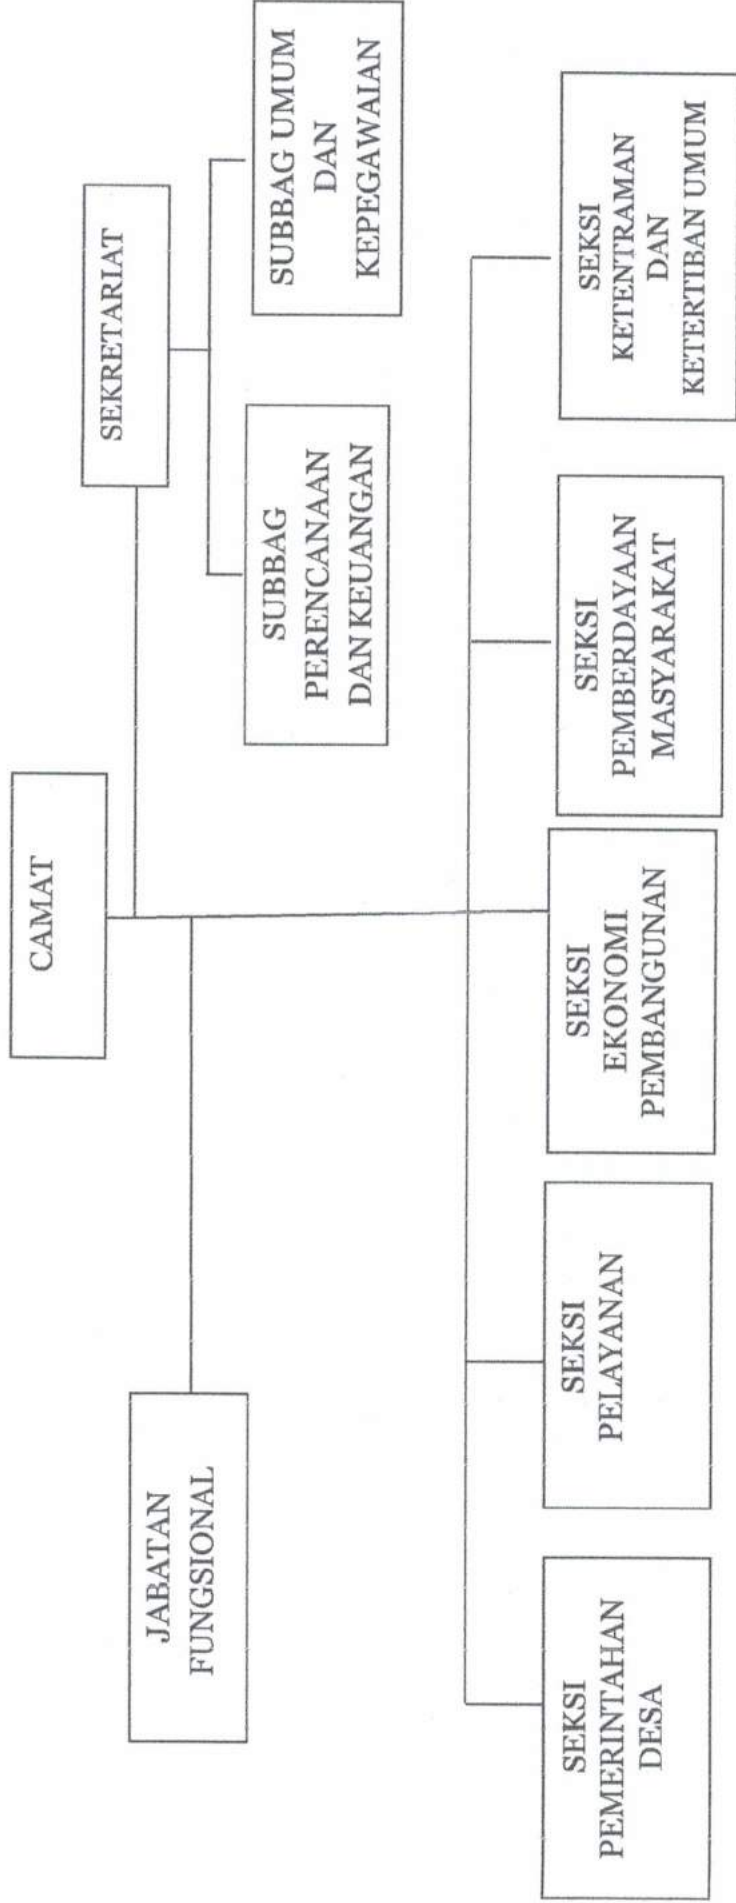 CAMAT
SEKRETARIAT
JABATAN
FUNGSIONAL
SUBBAG
PERENCANAAN
DAN KEUANGAN
SUBBAG UMUM
DAN
KEPEGAWAIAN
SEKSI
PEMERINTAHAN
DESA
SEKSI
PELAYANAN
SEKSI
EKONOMI
PEMBANGUNAN
SEKSI
PEMBERDAYAAN
MASYARAKAT
SEKSI
KETENTRAMAN
DAN
KETERTIBAN UMUM